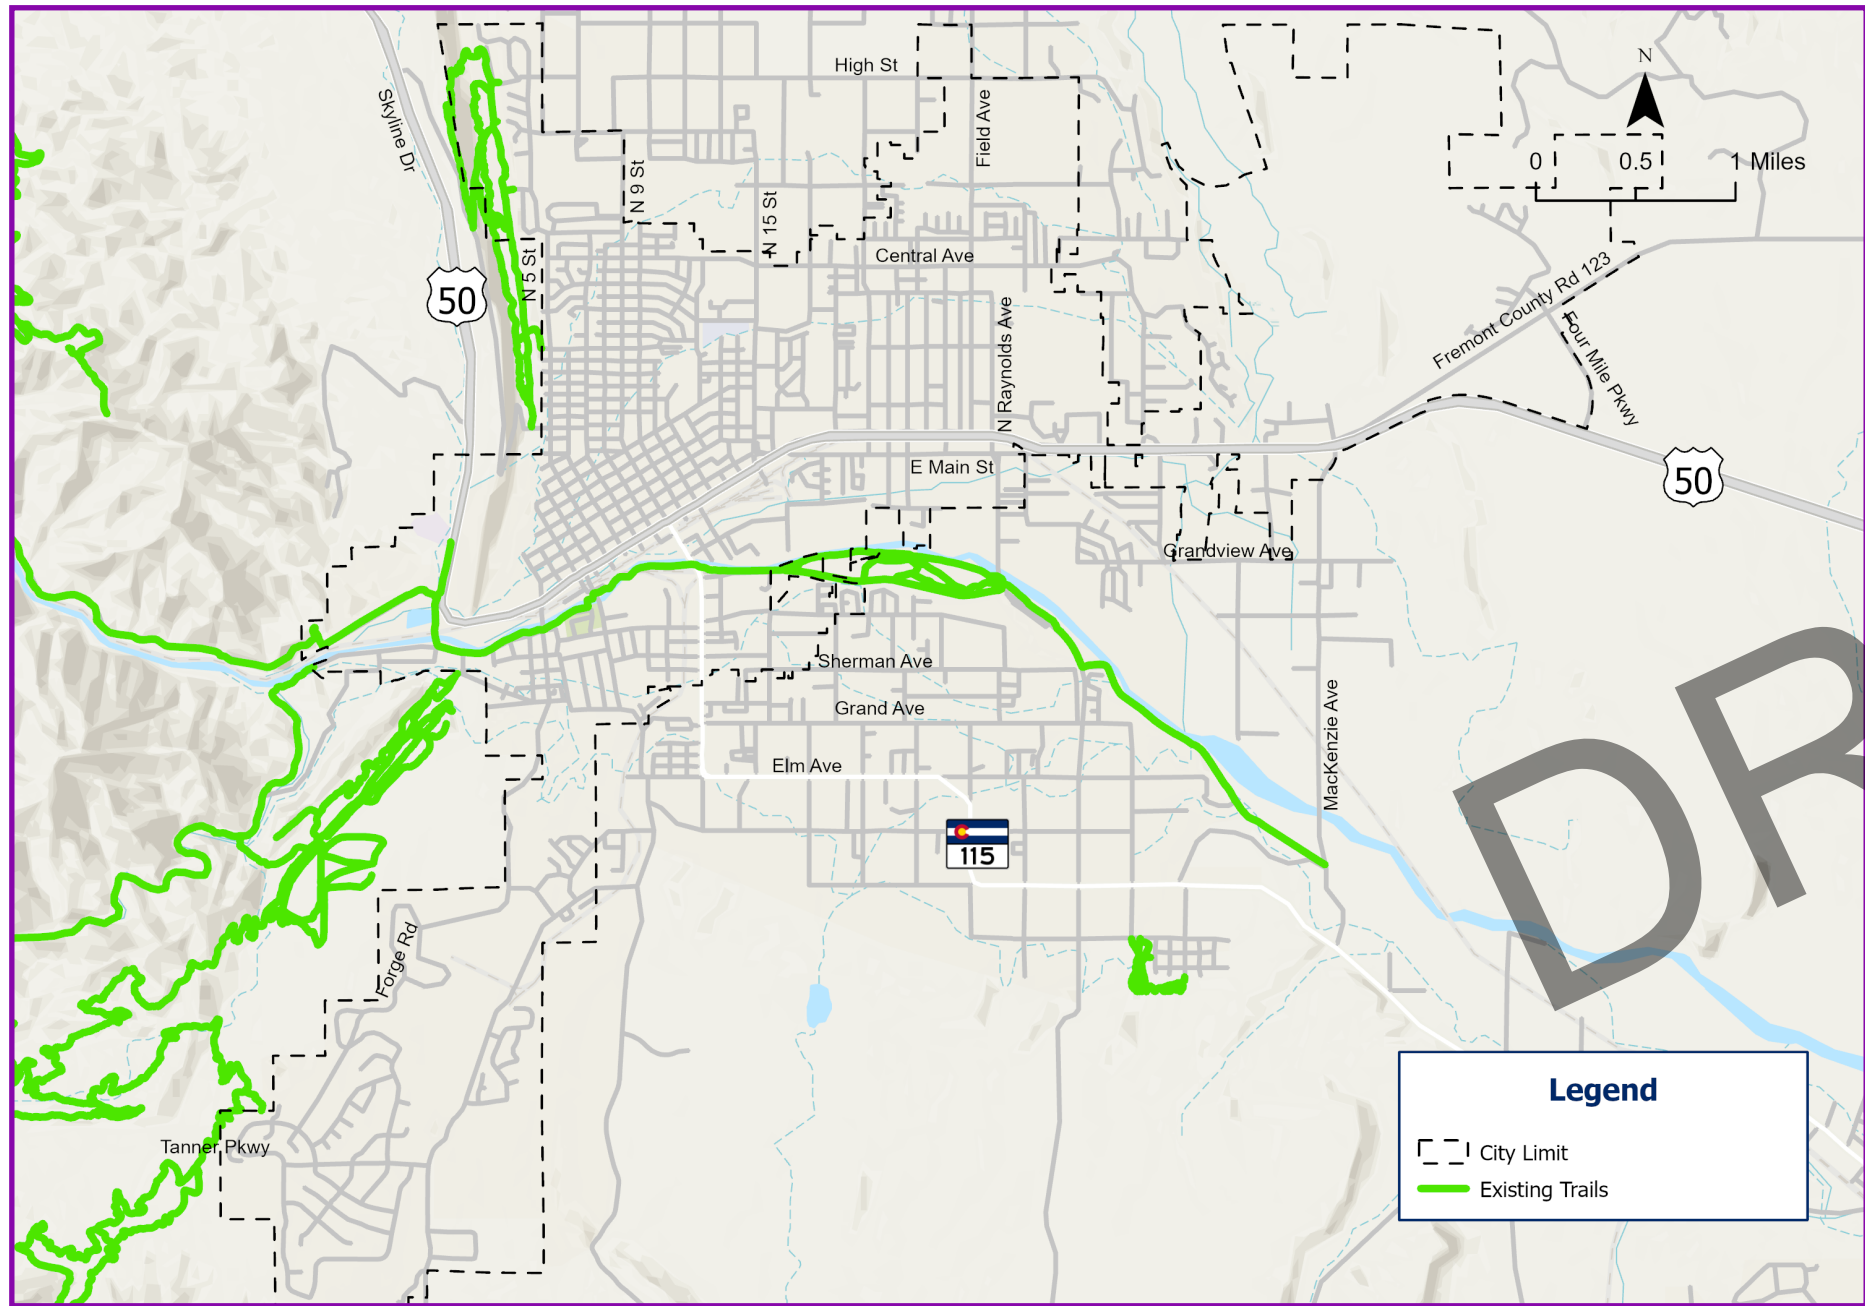 High St
N
Skyline Dr
Field Ave
0 0.5 1 Miles
N 9 St
N 15 St
Central Ave
N 5 St
50
Fremont County Rd 123
Four Mile Pkwy
N Raynolds Ave
E Main St
50
Grandview Ave
DR
Sherman Ave
Grand Ave
MacKenzie Ave
Elm Ave
115
Forge Rd
Tanner Pkwy
Legend
City Limit
Existing Trails